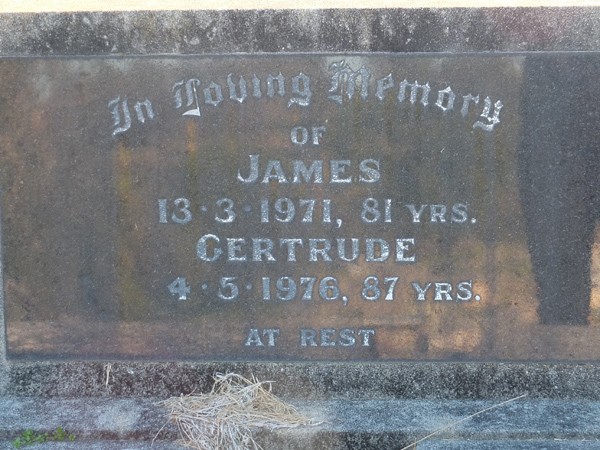 In Loving Memory
OF
JAMES
13·3·1971, 81 YRS.
GERTRUDE
4·5·1976, 87 YRS.
AT REST